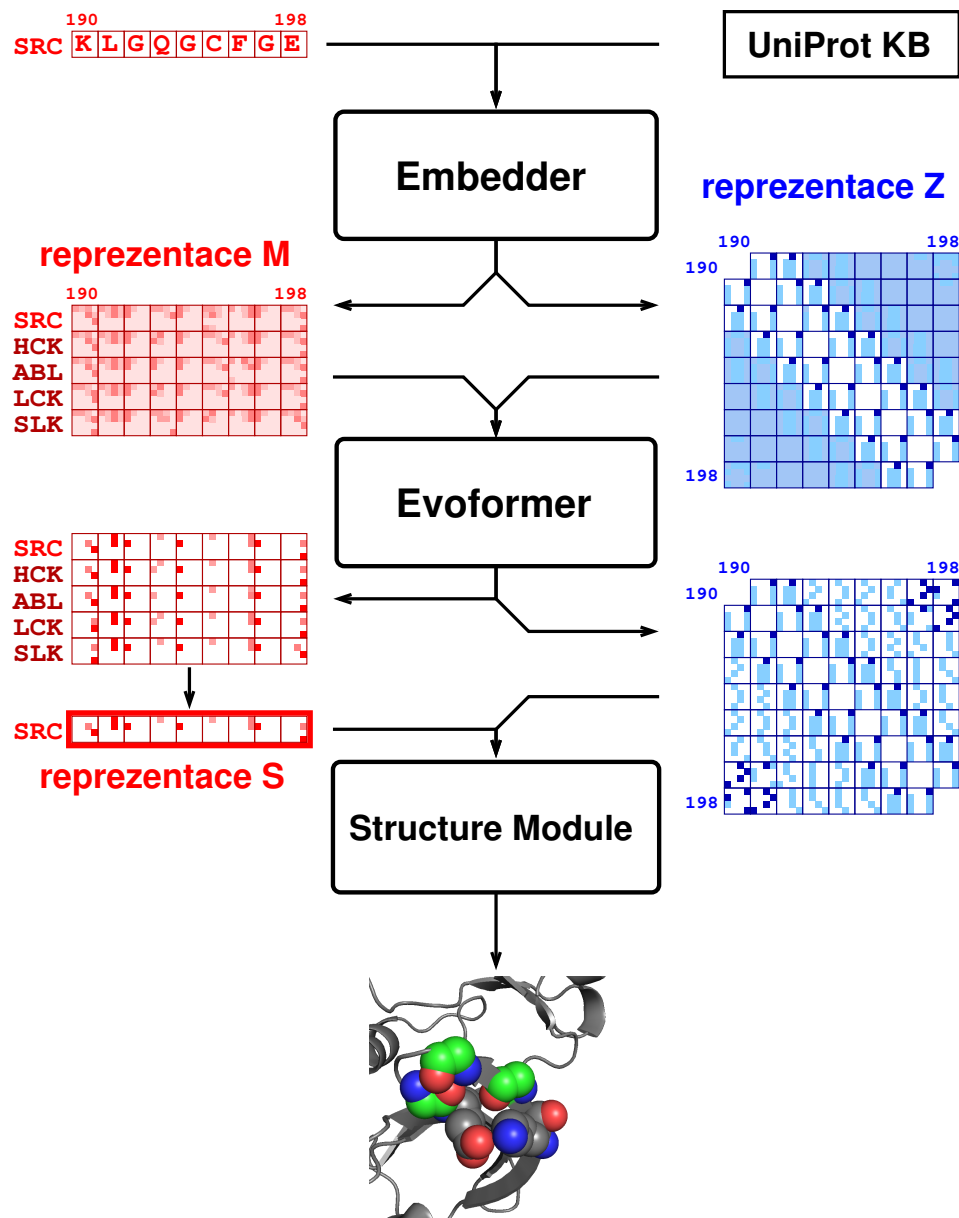 190 198
SRC K L G Q G C F G E
UniProt KB
Embedder
reprezentace Z
190 198
190
198
reprezentace M
190 198
SRC
HCK
ABL
LCK
SLK
Evoformer
SRC
HCK
ABL
LCK
SLK
190 198
190
198
SRC
reprezentace S
Structure Module